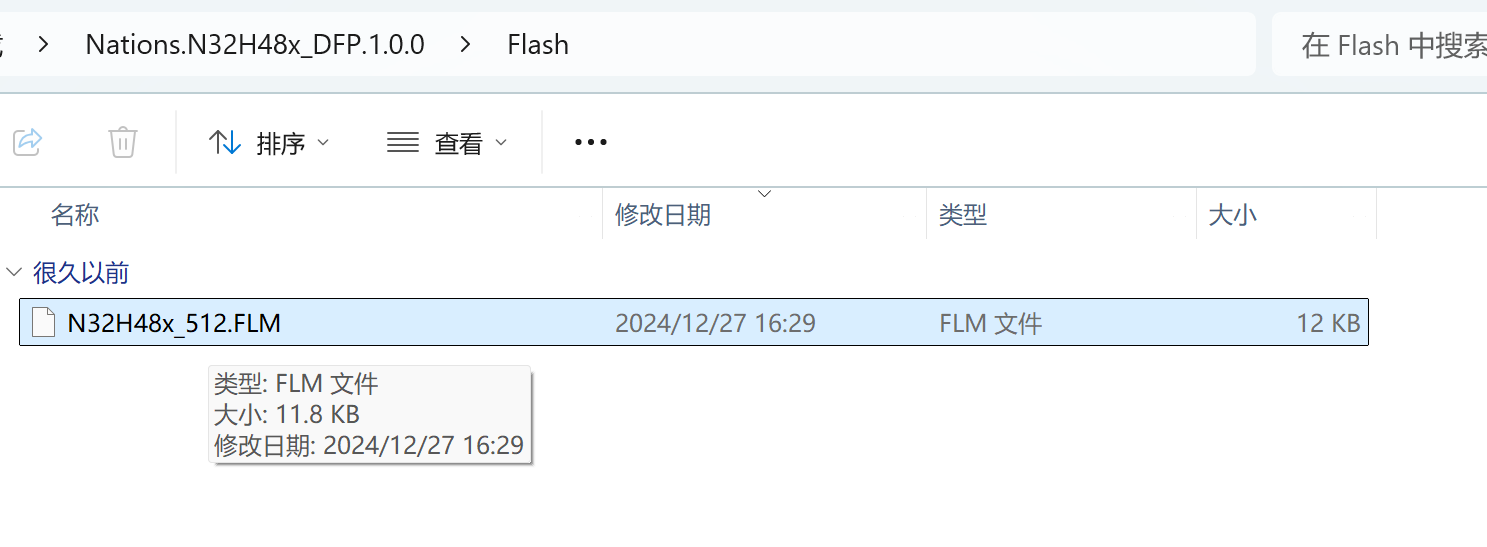 Nations.N32H48x_DFP.1.0.0 > Flash
在 Flash 中搜索
排序 查看
名称 修改日期 类型 大小
很久以前
N32H48x_512.FLM 2024/12/27 16:29 FLM 文件 12 KB
类型: FLM 文件
大小: 11.8 KB
修改日期: 2024/12/27 16:29